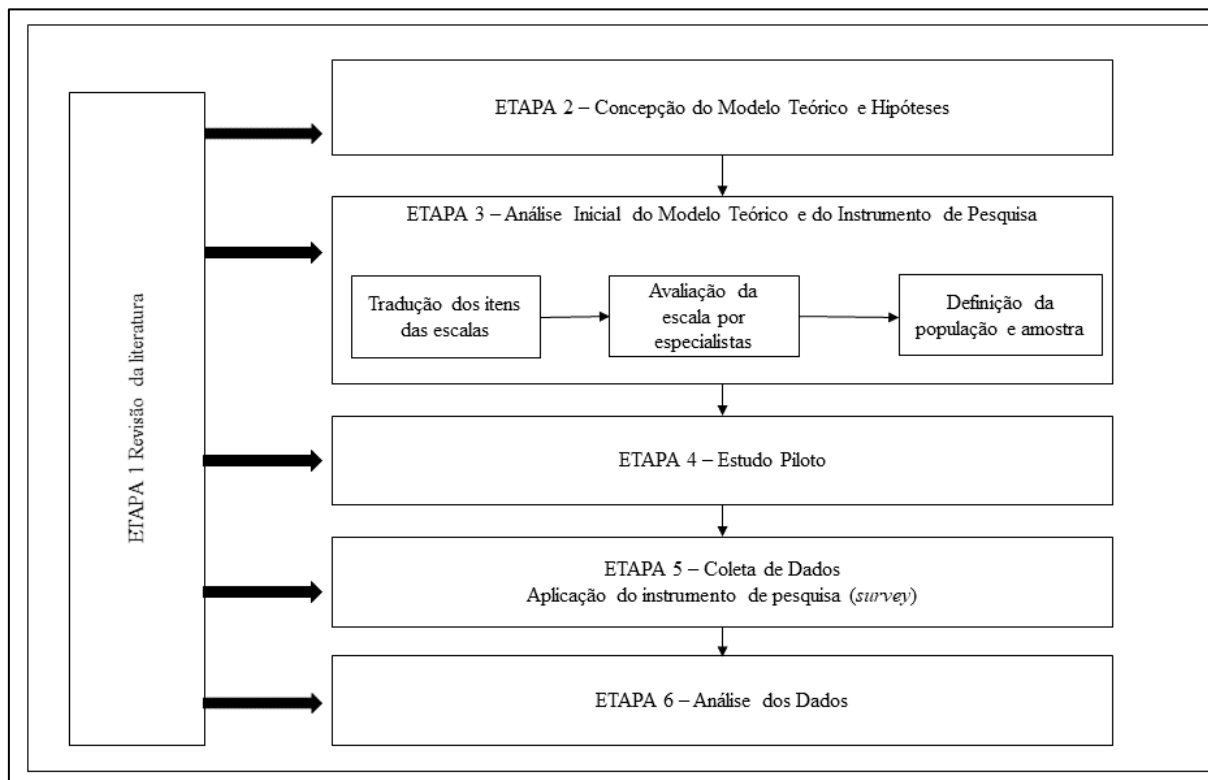 ETAPA 1 Revisão da literatura
ETAPA 2 – Concepção do Modelo Teórico e Hipóteses
ETAPA 3 – Análise Inicial do Modelo Teórico e do Instrumento de Pesquisa
Tradução dos itens
das escalas
Avaliação da
escala por
especialistas
Definição da
população e amostra
ETAPA 4 – Estudo Piloto
ETAPA 5 – Coleta de Dados
Aplicação do instrumento de pesquisa (survey)
ETAPA 6 – Análise dos Dados